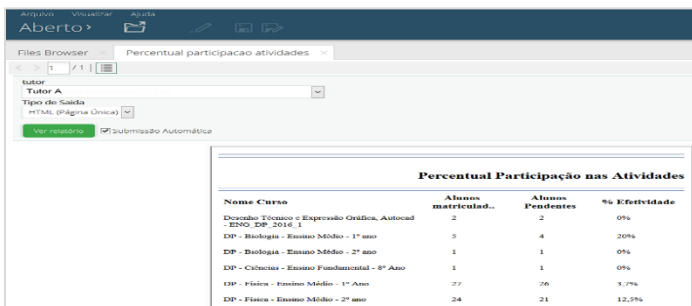 Arquivo Visualizar Ajuda
Aberto
Files Browser × Percentual participacao atividades ×
< > 1 / 1
tutor
Tutor A
Tipo de Saida
HTML (Página Única)
Ver relatório Submissão Automática
Percentual Participação nas Atividades
Nome Curso Alunos matriculad.. Alunos Pendentes % Efetividade
Desenho Técnico e Expressão Gráfica, Autocad - ENG_DP_2016_1 2 2 0%
DP - Biologia - Ensino Médio - 1º ano 5 4 20%
DP - Biologia - Ensino Médio - 2º ano 1 1 0%
DP - Ciências - Ensino Fundamental - 8º Ano 1 1 0%
DP - Física - Ensino Médio - 1º Ano 27 26 3,7%
DP - Física - Ensino Médio - 2º ano 24 21 12,5%